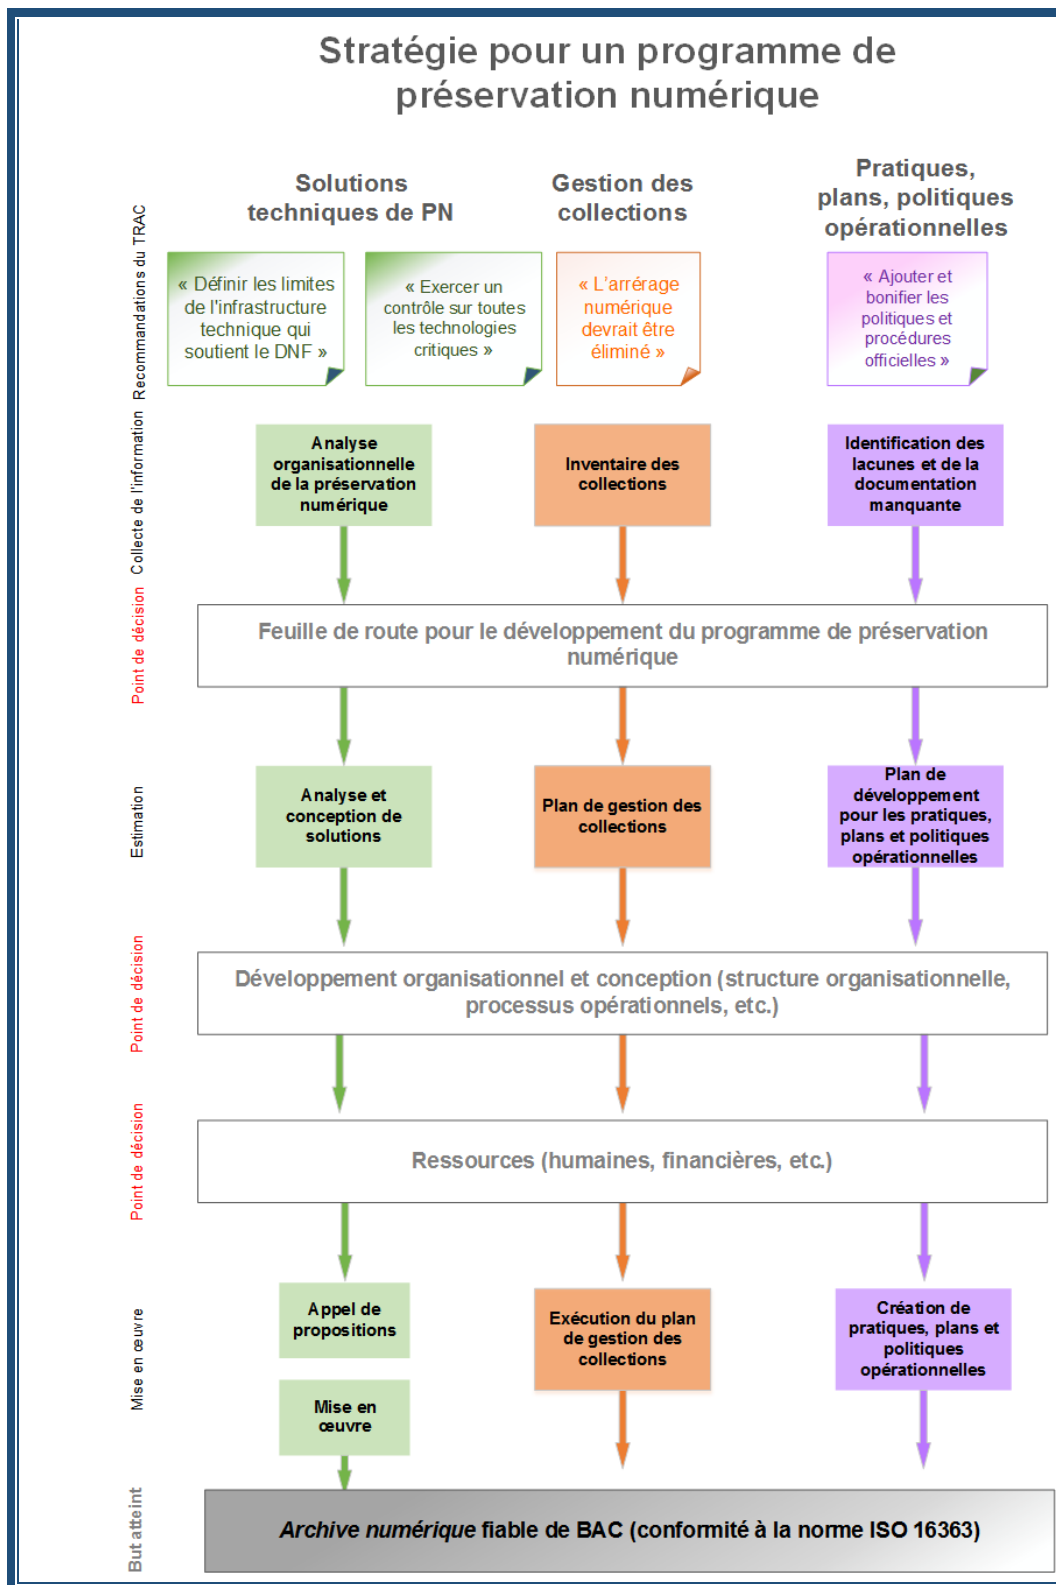 Stratégie pour un programme de
préservation numérique
Solutions
techniques de PN
Gestion des
collections
Pratiques,
plans, politiques
opérationnelles
Recommandations du TRAC
« Définir les limites
de l'infrastructure
technique qui
soutient le DNF »
« Exercer un
contrôle sur toutes
les technologies
critiques »
« L'arrérage
numérique
devrait être
éliminé »
« Ajouter et
bonifier les
politiques et
procédures
officielles »
Collecte de l'information
Analyse
organisationnelle
de la préservation
numérique
Inventaire des
collections
Identification des
lacunes et de la
documentation
manquante
Point de décision
Feuille de route pour le développement du programme de préservation
numérique
Estimation
Analyse et
conception de
solutions
Plan de gestion des
collections
Plan de
développement
pour les pratiques,
plans et politiques
opérationnelles
Point de décision
Développement organisationnel et conception (structure organisationnelle,
processus opérationnels, etc.)
Point de décision
Ressources (humaines, financières, etc.)
Mise en œuvre
Appel de
propositions
Mise en
œuvre
Exécution du plan
de gestion des
collections
Création de
pratiques, plans et
politiques
opérationnelles
But atteint
Archive numérique fiable de BAC (conformité à la norme ISO 16363)